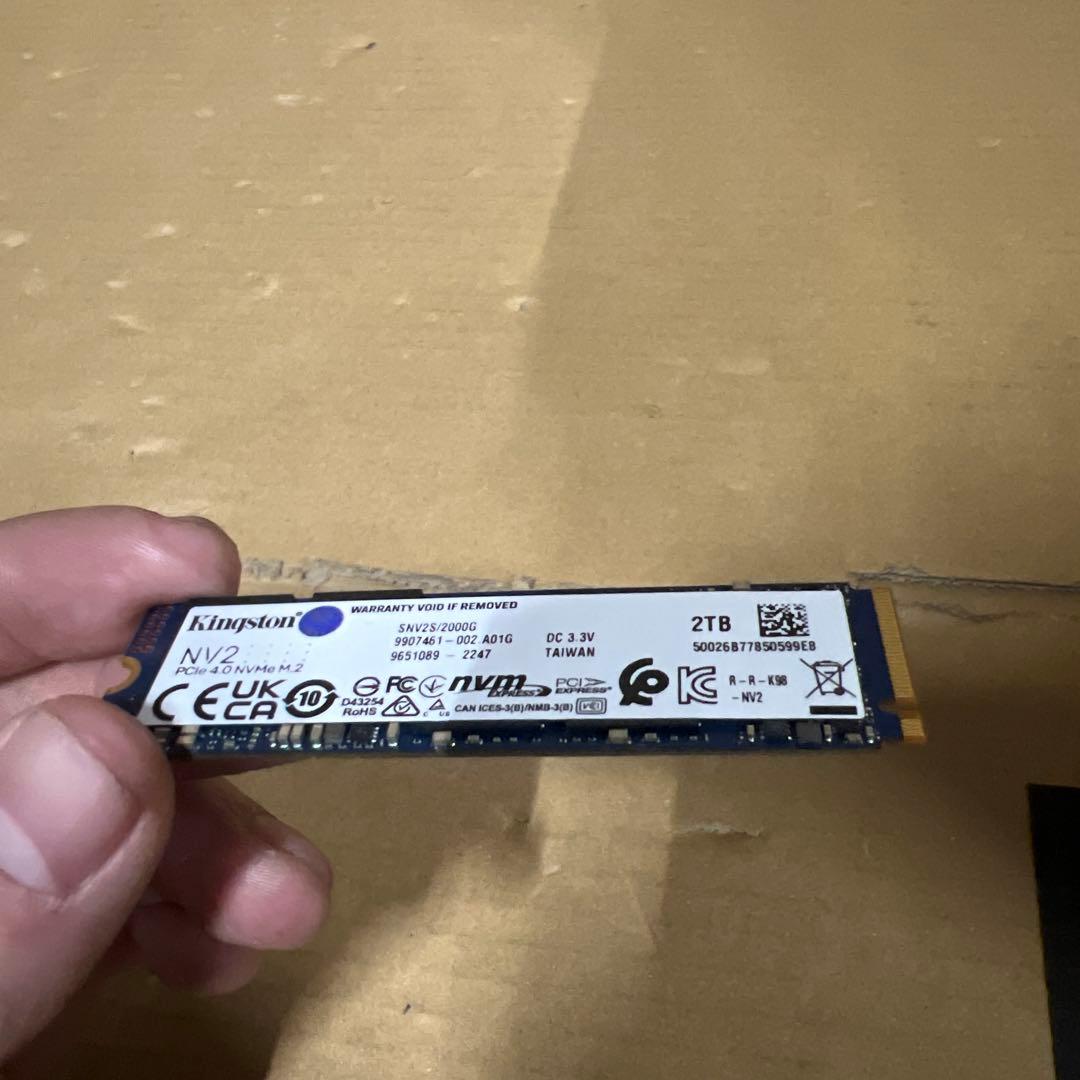 WARRANTY VOID IF REMOVED
Kingston
SNV2S/2000G
9907461-002.A01G
9651089 - 2247
DC 3.3V
TAIWAN
2TB
50026B77850599EB
NV2
PCIe 4.0 NVMe M.2
CE
UK
CA
10
D43254
RoHS
FC
C US
nvm
EXPRESS
PCI
EXPRESS®
CAN ICES-3(B)/NMB-3(B)
R-R-K98
-NV2